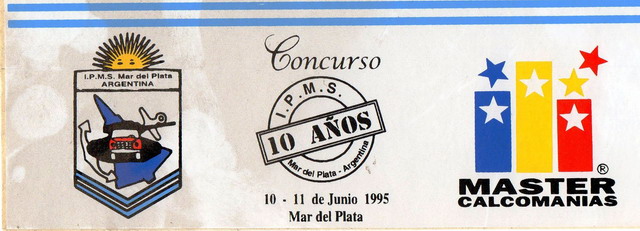 I.P.M.S. Mar del Plata
ARGENTINA
Concurso
I.P.M.S.
10 AÑOS
Mar del Plata - Argentina
10 - 11 de Junio 1995
Mar del Plata
®
MASTER
CALCOMANIAS